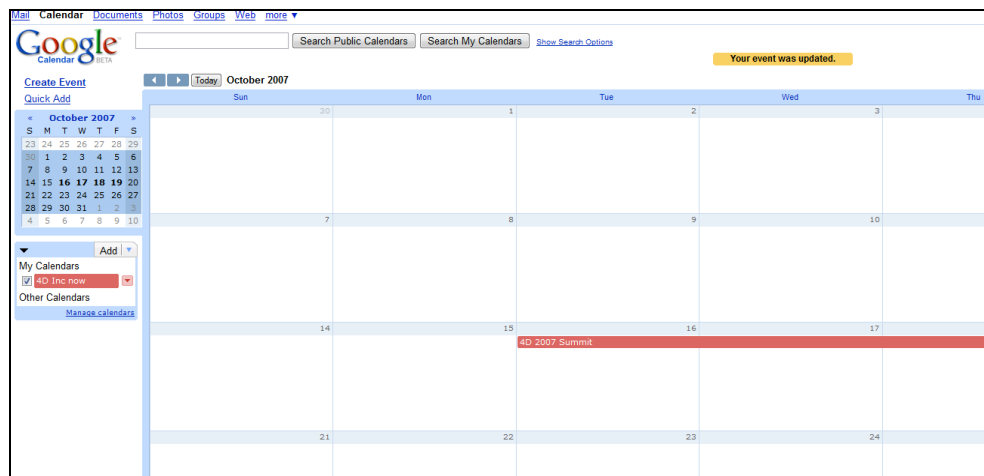 Mail Calendar Documents Photos Groups Web more ▼
Google
Calendar BETA
Search Public Calendars Search My Calendars Show Search Options
Your event was updated.
Create Event
Quick Add
Today October 2007
Sun Mon Tue Wed Thu
« October 2007 »
S M T W T F S
23 24 25 26 27 28 29
30 1 2 3 4 5 6
7 8 9 10 11 12 13
14 15 16 17 18 19 20
21 22 23 24 25 26 27
28 29 30 31 1 2 3
4 5 6 7 8 9 10
Add
My Calendars
4D Inc now
Other Calendars
Manage calendars
30 1 2 3
7 8 9 10
14 15 16 17
4D 2007 Summit
21 22 23 24